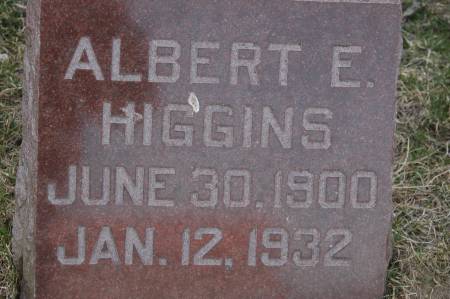 ALBERT E.
HIGGINS
JUNE 30, 1900
JAN. 12, 1932